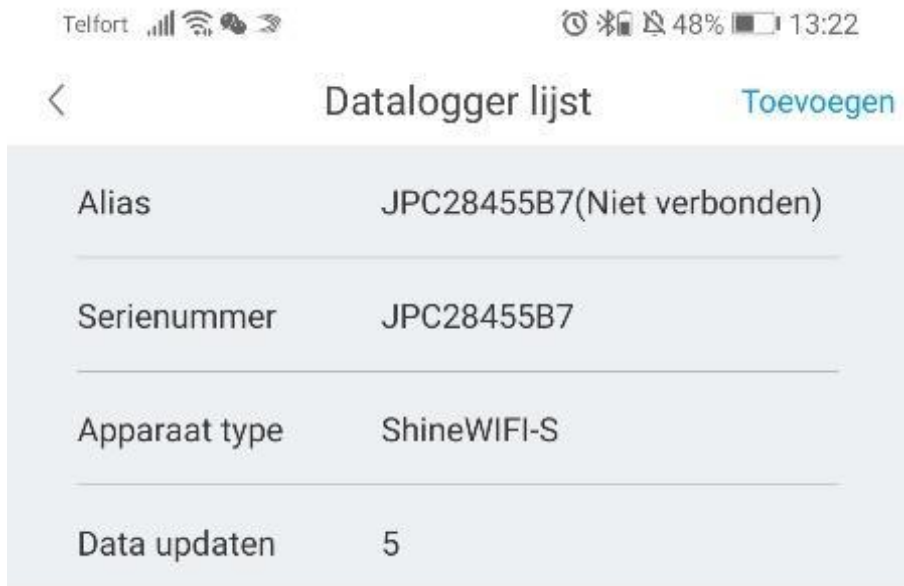 Telfort 48% 13:22
Datalogger lijst Toevoegen
Alias JPC28455B7(Niet verbonden)
Serienummer JPC28455B7
Apparaat type ShineWIFI-S
Data updaten 5